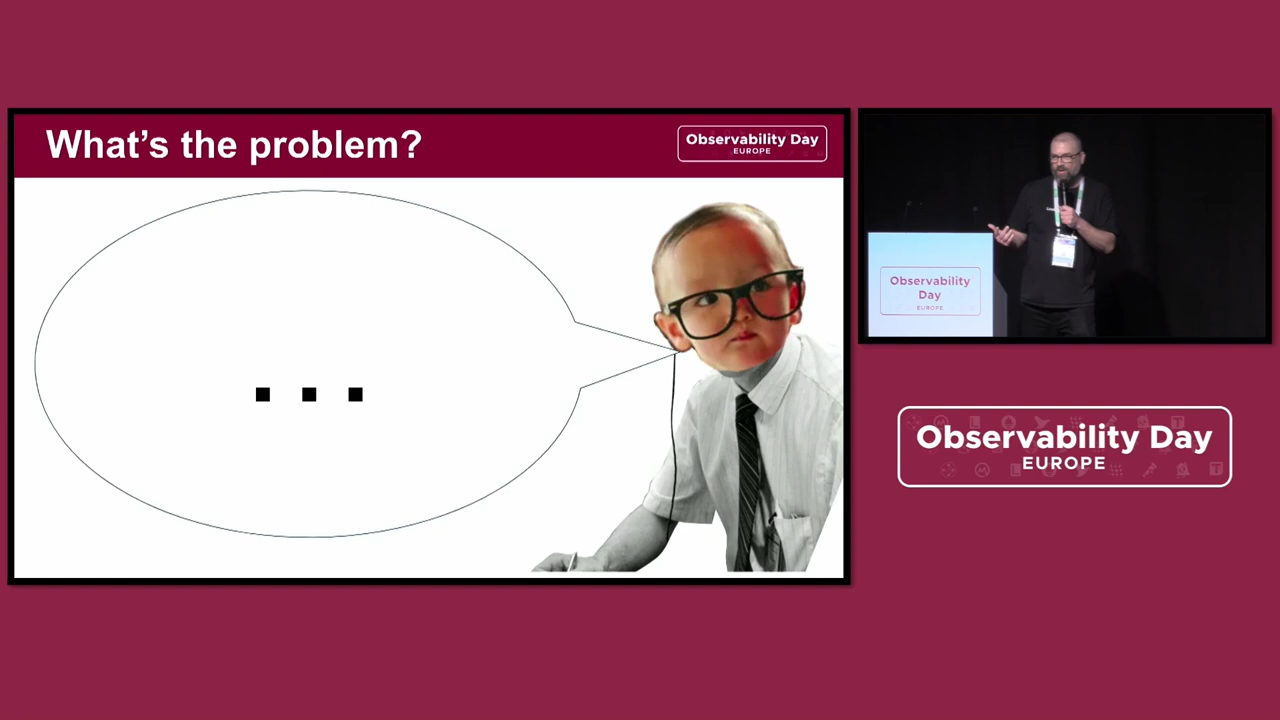 What's the problem?
Observability Day
EUROPE
...
Observability
Day
EUROPE
Observability Day
EUROPE